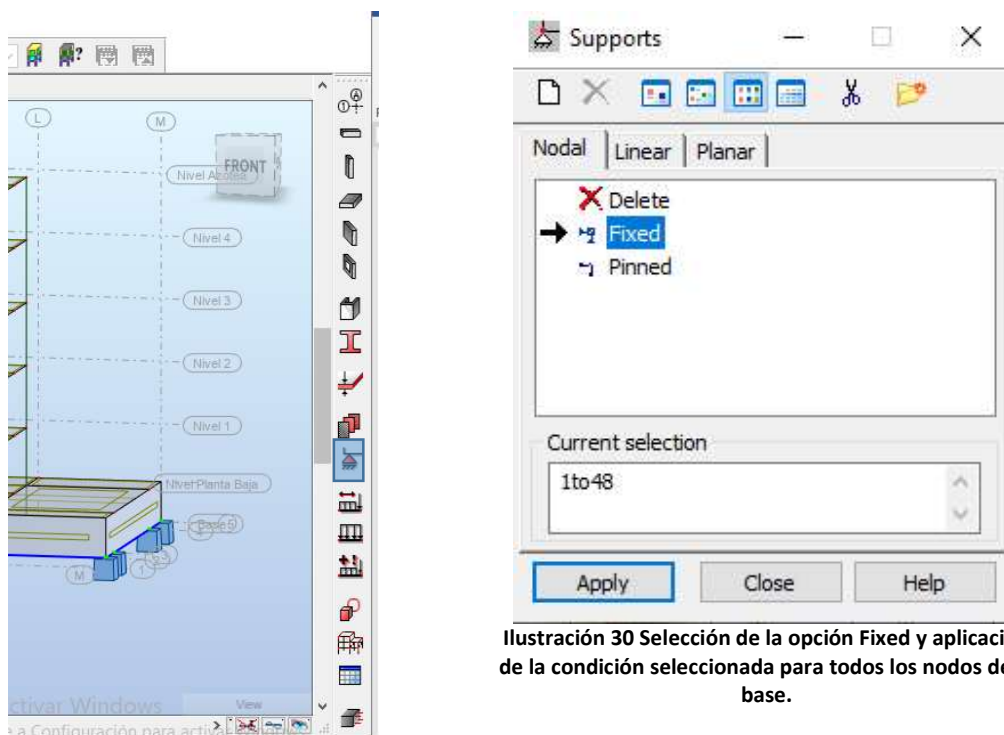 L
M
FRONT
Nivel
Nivel 4
Nivel 3
Nivel 2
Nivel 1
Nivel Planta Baja
Base
M
1
ctivar Windows
View
e a Configuración para activar
Supports
Nodal Linear Planar
Delete
Fixed
Pinned
Current selection
1to48
Apply Close Help
Ilustración 30 Selección de la opción Fixed y aplicaci
de la condición seleccionada para todos los nodos de
base.